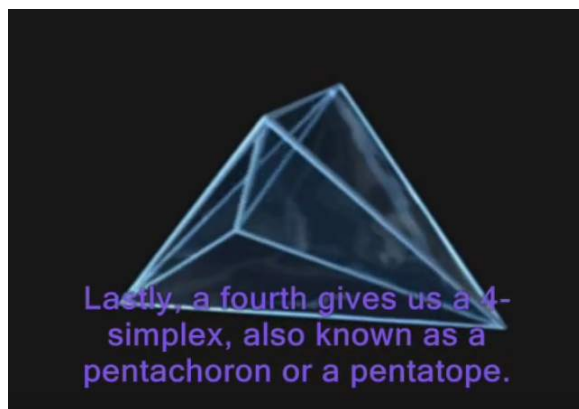 Lastly, a fourth gives us a 4-
simplex, also known as a
pentachoron or a pentatope.